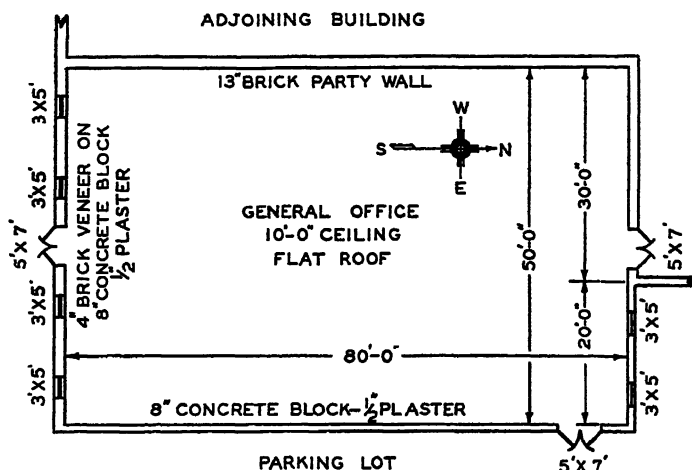 ADJOINING BUILDING
13" BRICK PARTY WALL
W
S
N
E
3'X5'
3'X5'
5'X7'
3'X5'
3'X5'
4" BRICK VENEER ON
8" CONCRETE BLOCK
1/2" PLASTER
GENERAL OFFICE
10'-0" CEILING
FLAT ROOF
50'-0"
30'-0"
20'-0"
5'X7'
3'X5'
3'X5'
80'-0"
8" CONCRETE BLOCK-1/2" PLASTER
PARKING LOT
5'X7'